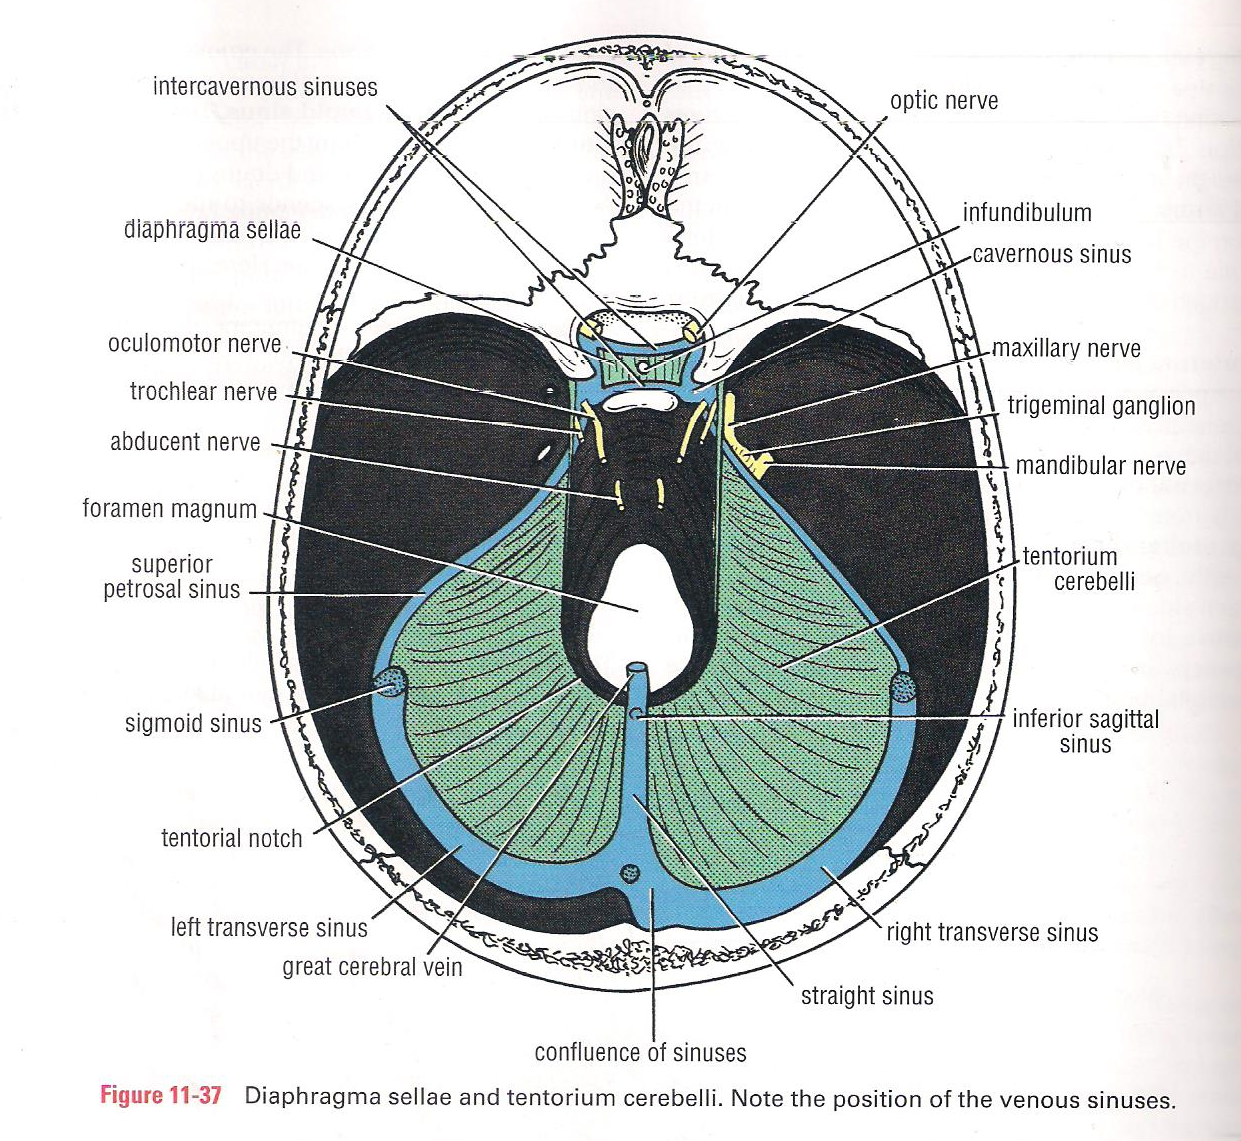 intercavernous sinuses
optic nerve
infundibulum
diaphragma sellae
cavernous sinus
oculomotor nerve
maxillary nerve
trochlear nerve
trigeminal ganglion
abducent nerve
mandibular nerve
foramen magnum
superior
petrosal sinus
tentorium
cerebelli
sigmoid sinus
inferior sagittal
sinus
tentorial notch
left transverse sinus
right transverse sinus
great cerebral vein
straight sinus
confluence of sinuses
Figure 11-37 Diaphragma sellae and tentorium cerebelli. Note the position of the venous sinuses.